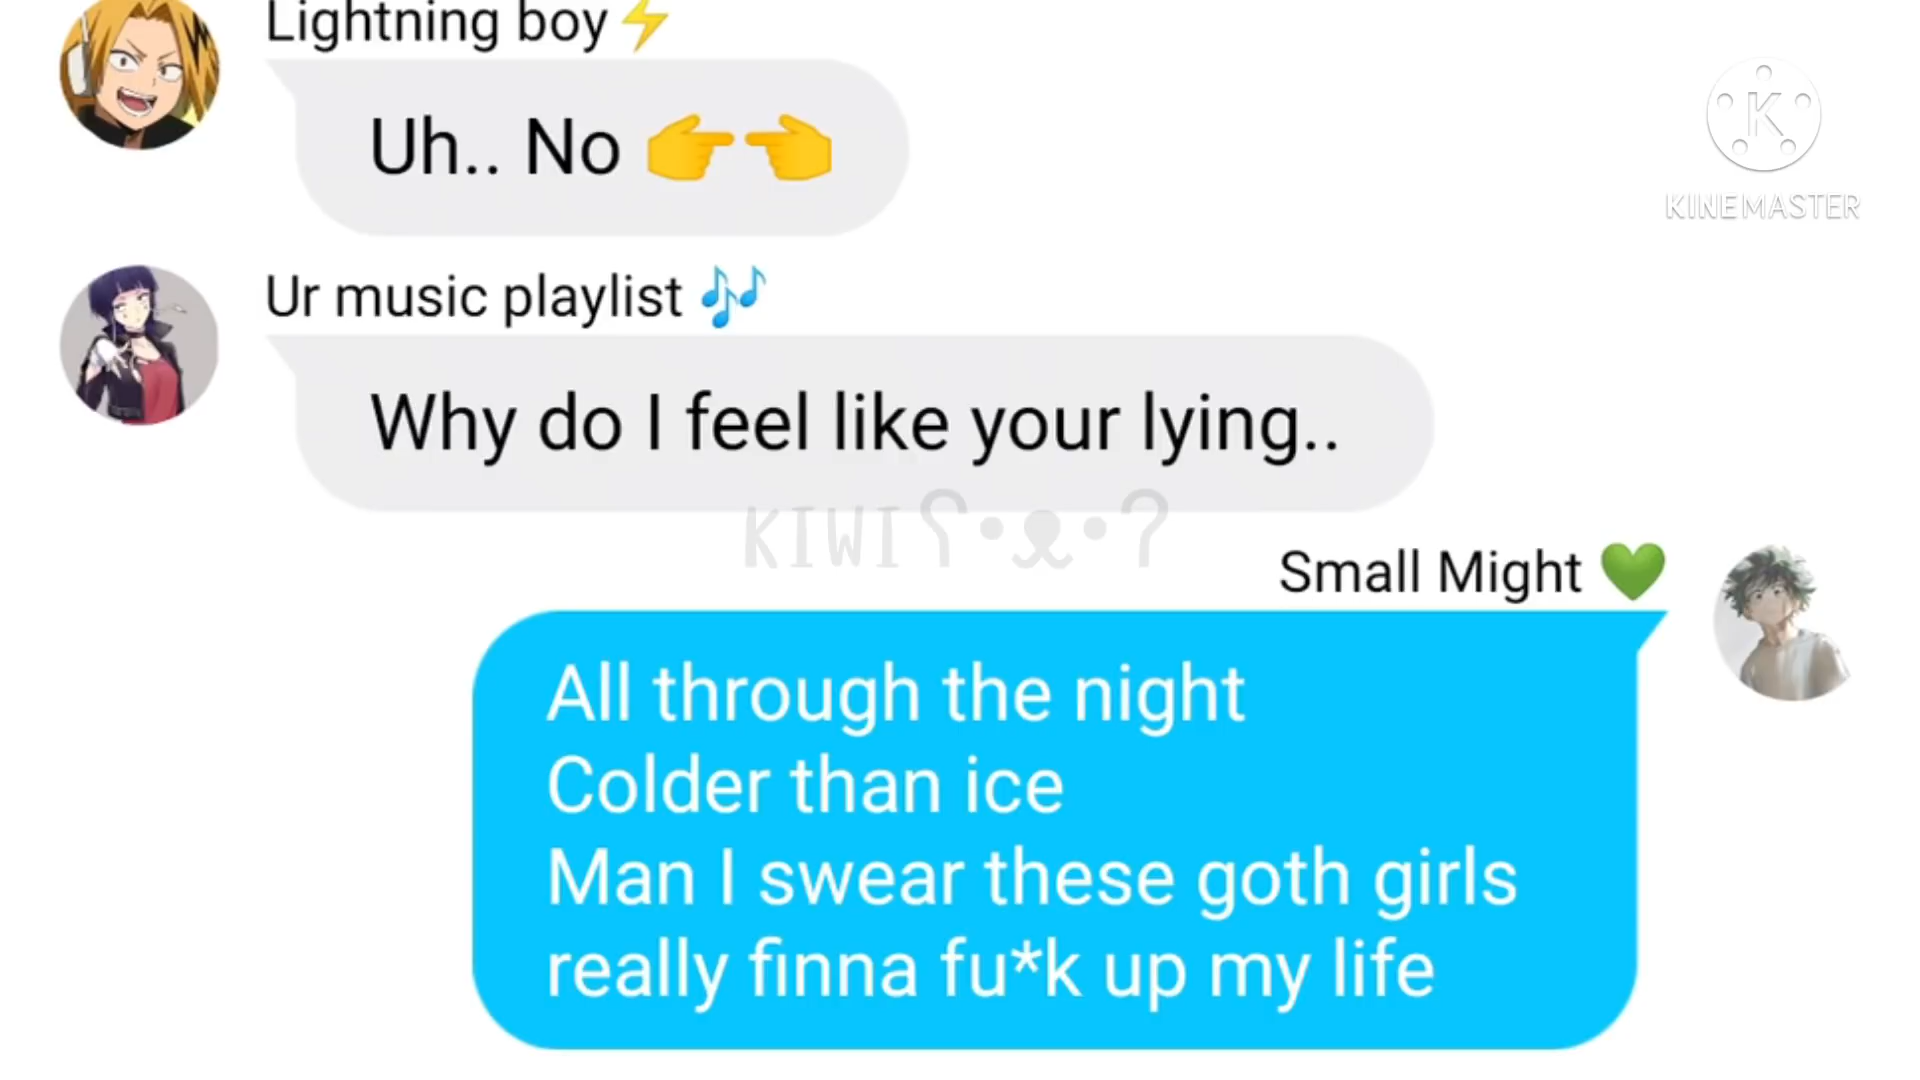 Lightning boy⚡
Uh.. No 👉👈
KINEMASTER
Ur music playlist 🎶
Why do I feel like your lying..
KIWIʕ•ᴥ•ʔ
Small Might 💚
All through the night
Colder than ice
Man I swear these goth girls
really finna fu*k up my life